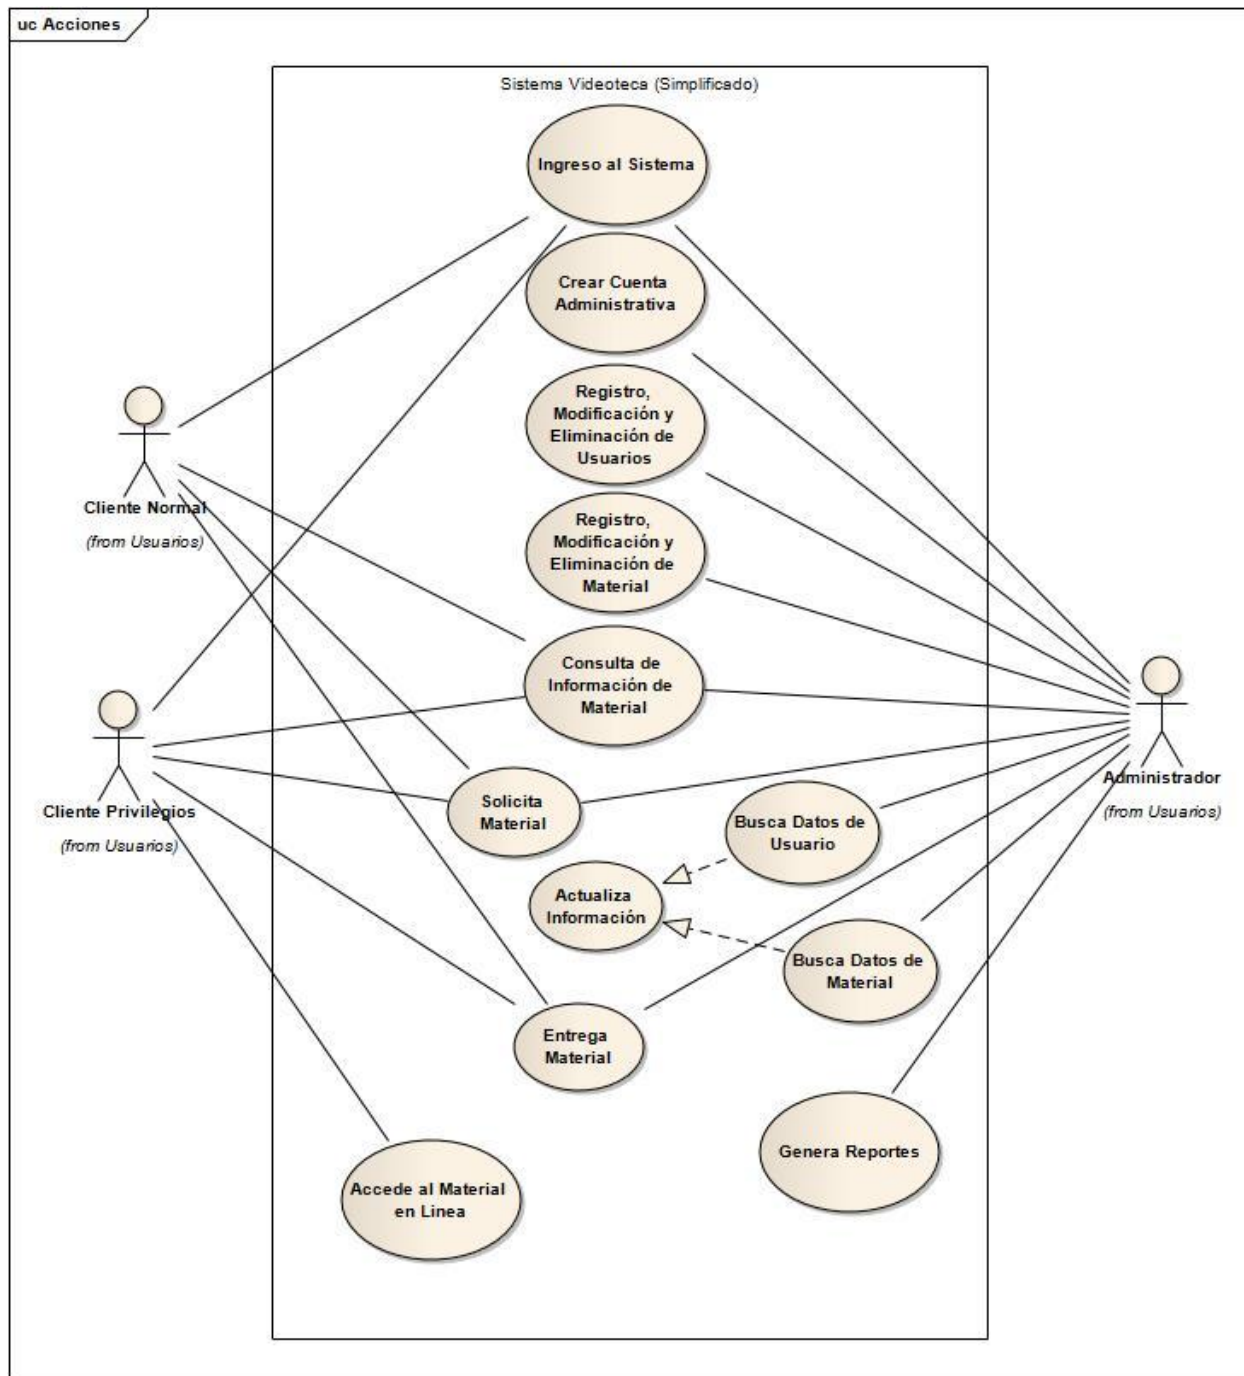 uc Acciones
Sistema Videoteca (Simplificado)
Ingreso al Sistema
Crear Cuenta
Administrativa
Registro,
Modificación y
Eliminación de
Usuarios
Cliente Normal
(from Usuarios)
Registro,
Modificación y
Eliminación de
Material
Consulta de
Información de
Material
Cliente Privilegios
(from Usuarios)
Administrador
(from Usuarios)
Solicita
Material
Busca Datos de
Usuario
Actualiza
Información
Busca Datos de
Material
Entrega
Material
Genera Reportes
Accede al Material
en Linea